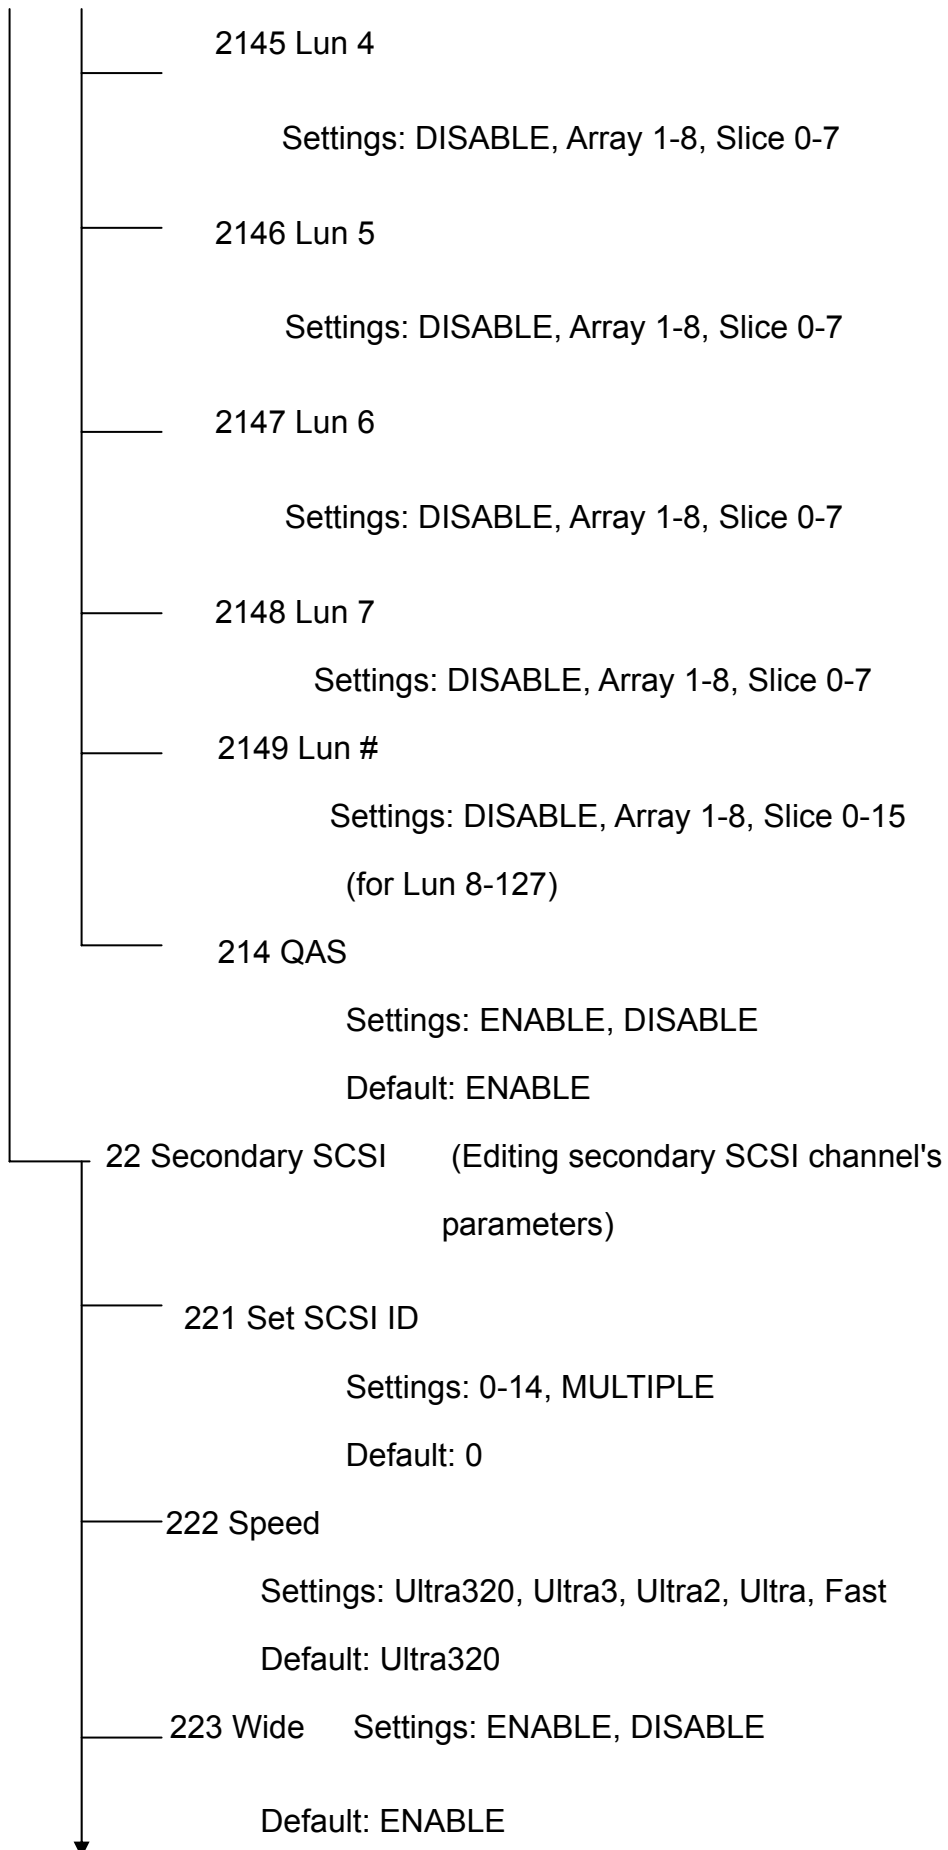 2145 Lun 4
Settings: DISABLE, Array 1-8, Slice 0-7
2146 Lun 5
Settings: DISABLE, Array 1-8, Slice 0-7
2147 Lun 6
Settings: DISABLE, Array 1-8, Slice 0-7
2148 Lun 7
Settings: DISABLE, Array 1-8, Slice 0-7
2149 Lun #
Settings: DISABLE, Array 1-8, Slice 0-15
(for Lun 8-127)
214 QAS
Settings: ENABLE, DISABLE
Default: ENABLE
22 Secondary SCSI (Editing secondary SCSI channel's
parameters)
221 Set SCSI ID
Settings: 0-14, MULTIPLE
Default: 0
222 Speed
Settings: Ultra320, Ultra3, Ultra2, Ultra, Fast
Default: Ultra320
223 Wide Settings: ENABLE, DISABLE
Default: ENABLE